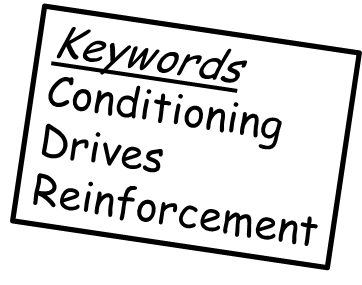 Keywords
Conditioning
Drives
Reinforcement